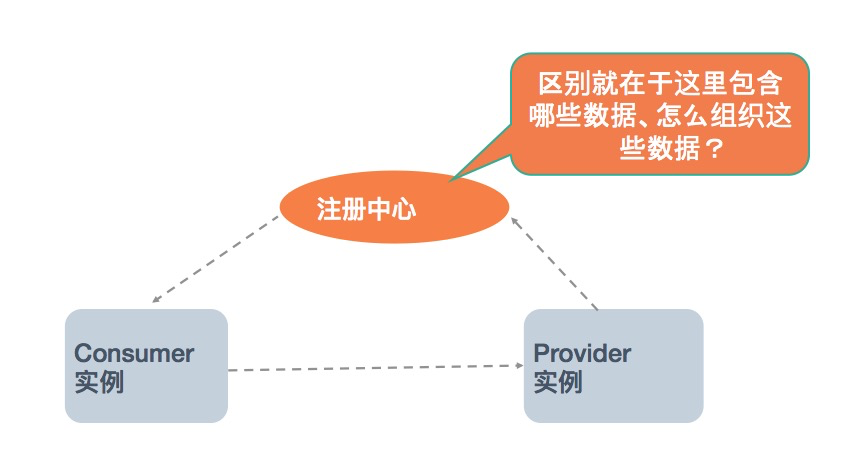 区别就在于这里包含
哪些数据、怎么组织这
些数据？
注册中心
Consumer
实例
Provider
实例